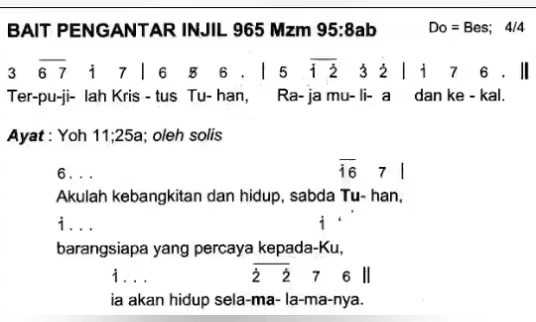 BAIT PENGANTAR INJIL 965 Mzm 95:8ab Do = Bes; 4/4
3 6̅ 7̅ 1̇ 7 | 6 5̸ 6 . | 5 1̇̅ 2̇̅ 3̇ 2̇ | 1̇ 7 6 . ||
Ter-pu-ji- lah Kris - tus Tu- han, Ra- ja mu- li- a dan ke - kal.
Ayat : Yoh 11;25a; oleh solis
6 . . . 1̇̅ 6̅ 7 |
Akulah kebangkitan dan hidup, sabda Tu- han,
1̇ . . . 1̇ ‘ ‘
barangsiapa yang percaya kepada-Ku,
1̇ . . . 2̇̅ 2̇̅ 7 6 ||
ia akan hidup sela-ma- la-ma-nya.